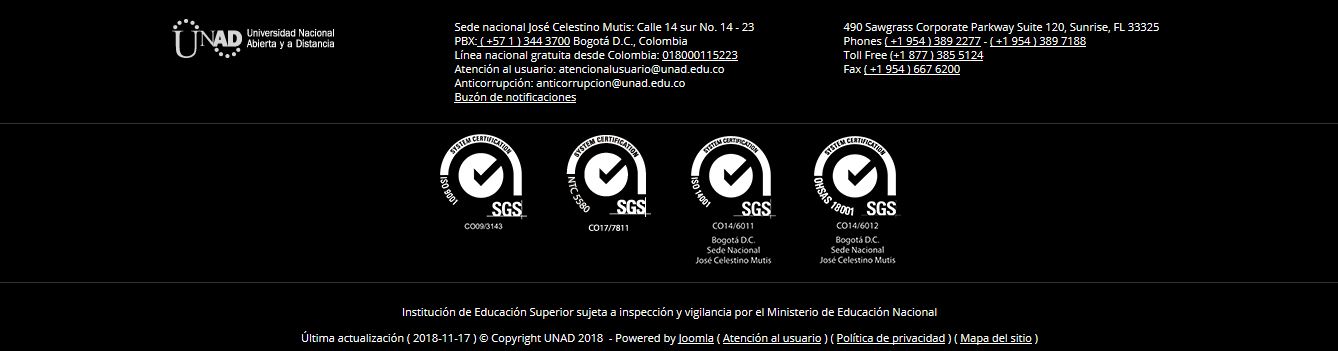 UNAD Universidad Nacional
Abierta y a Distancia
Sede nacional José Celestino Mutis: Calle 14 sur No. 14 - 23
PBX: ( +57 1 ) 344 3700 Bogotá D.C., Colombia
Línea nacional gratuita desde Colombia: 018000115223
Atención al usuario: atencionalusuario@unad.edu.co
Anticorrupción: anticorrupcion@unad.edu.co
Buzón de notificaciones
490 Sawgrass Corporate Parkway Suite 120, Sunrise, FL 33325
Phones ( +1 954 ) 389 2277 - ( +1 954 ) 389 7188
Toll Free (+1 877 ) 385 5124
Fax ( +1 954 ) 667 6200
SYSTEM CERTIFICATION
ISO 9001
SGS
CO09/3143
SYSTEM CERTIFICATION
NTC 5580
SGS
CO17/7811
SYSTEM CERTIFICATION
ISO 14001
SGS
CO14/6011
Bogotá D.C.
Sede Nacional
José Celestino Mutis
SYSTEM CERTIFICATION
OHSAS 18001
SGS
CO14/6012
Bogotá D.C.
Sede Nacional
José Celestino Mutis
Institución de Educación Superior sujeta a inspección y vigilancia por el Ministerio de Educación Nacional
Última actualización ( 2018-11-17 ) © Copyright UNAD 2018 - Powered by Joomla ( Atención al usuario ) ( Política de privacidad ) ( Mapa del sitio )